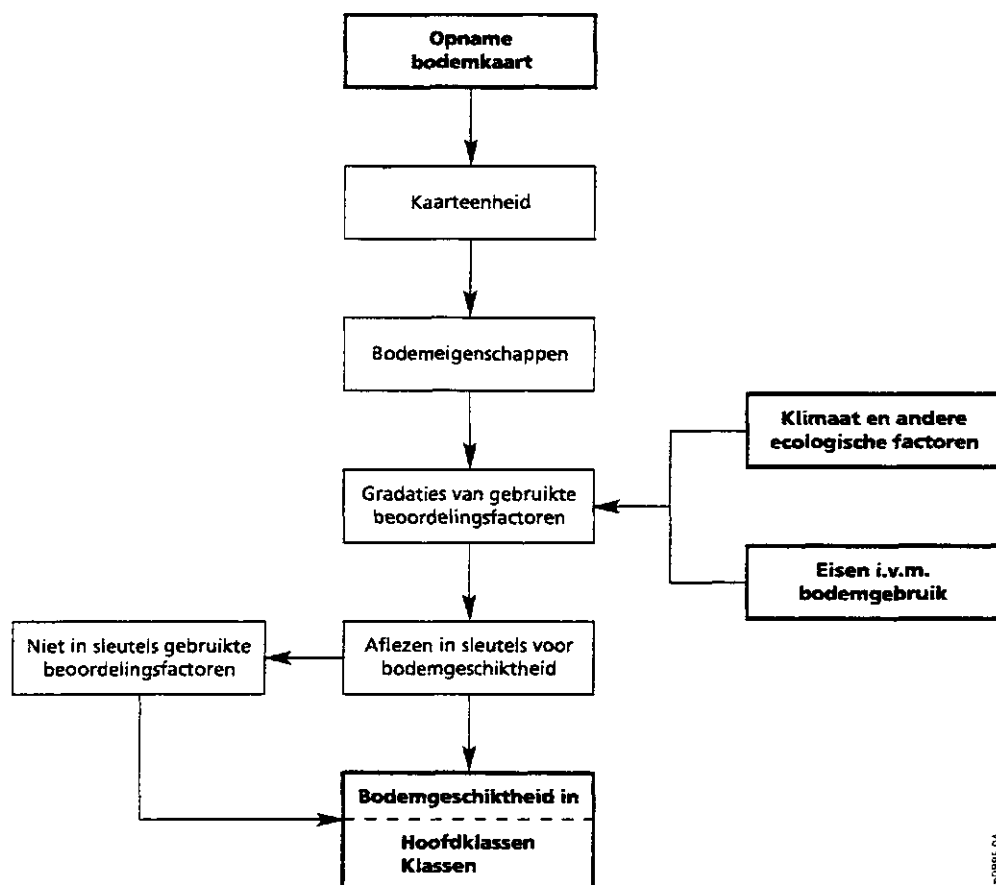 Opname
bodemkaart
Kaarteenheid
Bodemeigenschappen
Klimaat en andere
ecologische factoren
Gradaties van gebruikte
beoordelingsfactoren
Eisen i.v.m.
bodemgebruik
Niet in sleutels gebruikte
beoordelingsfactoren
Aflezen in sleutels voor
bodemgeschiktheid
Bodemgeschiktheid in
Hoofdklassen
Klassen